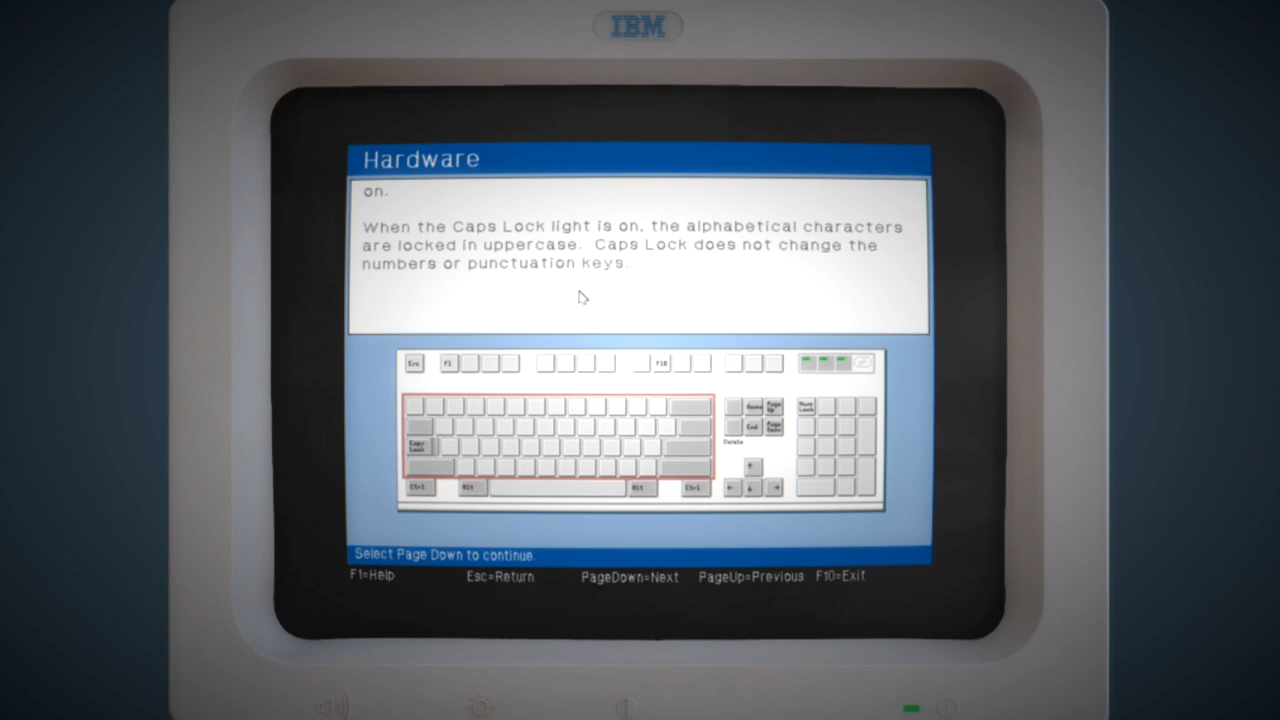 IBM
Hardware
on.
When the Caps Lock light is on, the alphabetical characters
are locked in uppercase. Caps Lock does not change the
numbers or punctuation keys.
Esc F1 F10
Home Page Up Num Lock
End Page Down
Caps Lock
Delete
Ctrl Alt Alt Ctrl
Select Page Down to continue.
F1=Help Esc=Return PageDown=Next PageUp=Previous F10=Exit